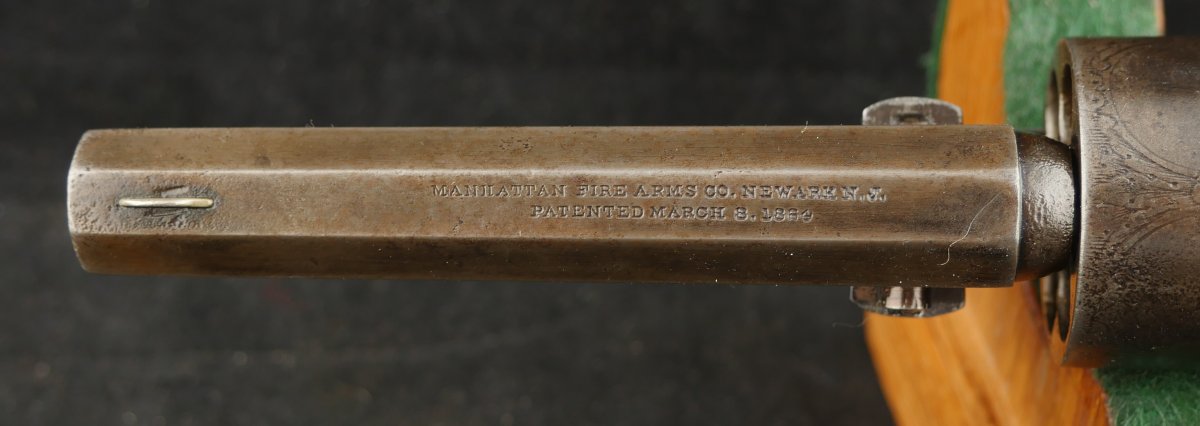 MANHATTAN FIRE ARMS CO. NEWARK N.J.
PATENTED MARCH 8. 1864